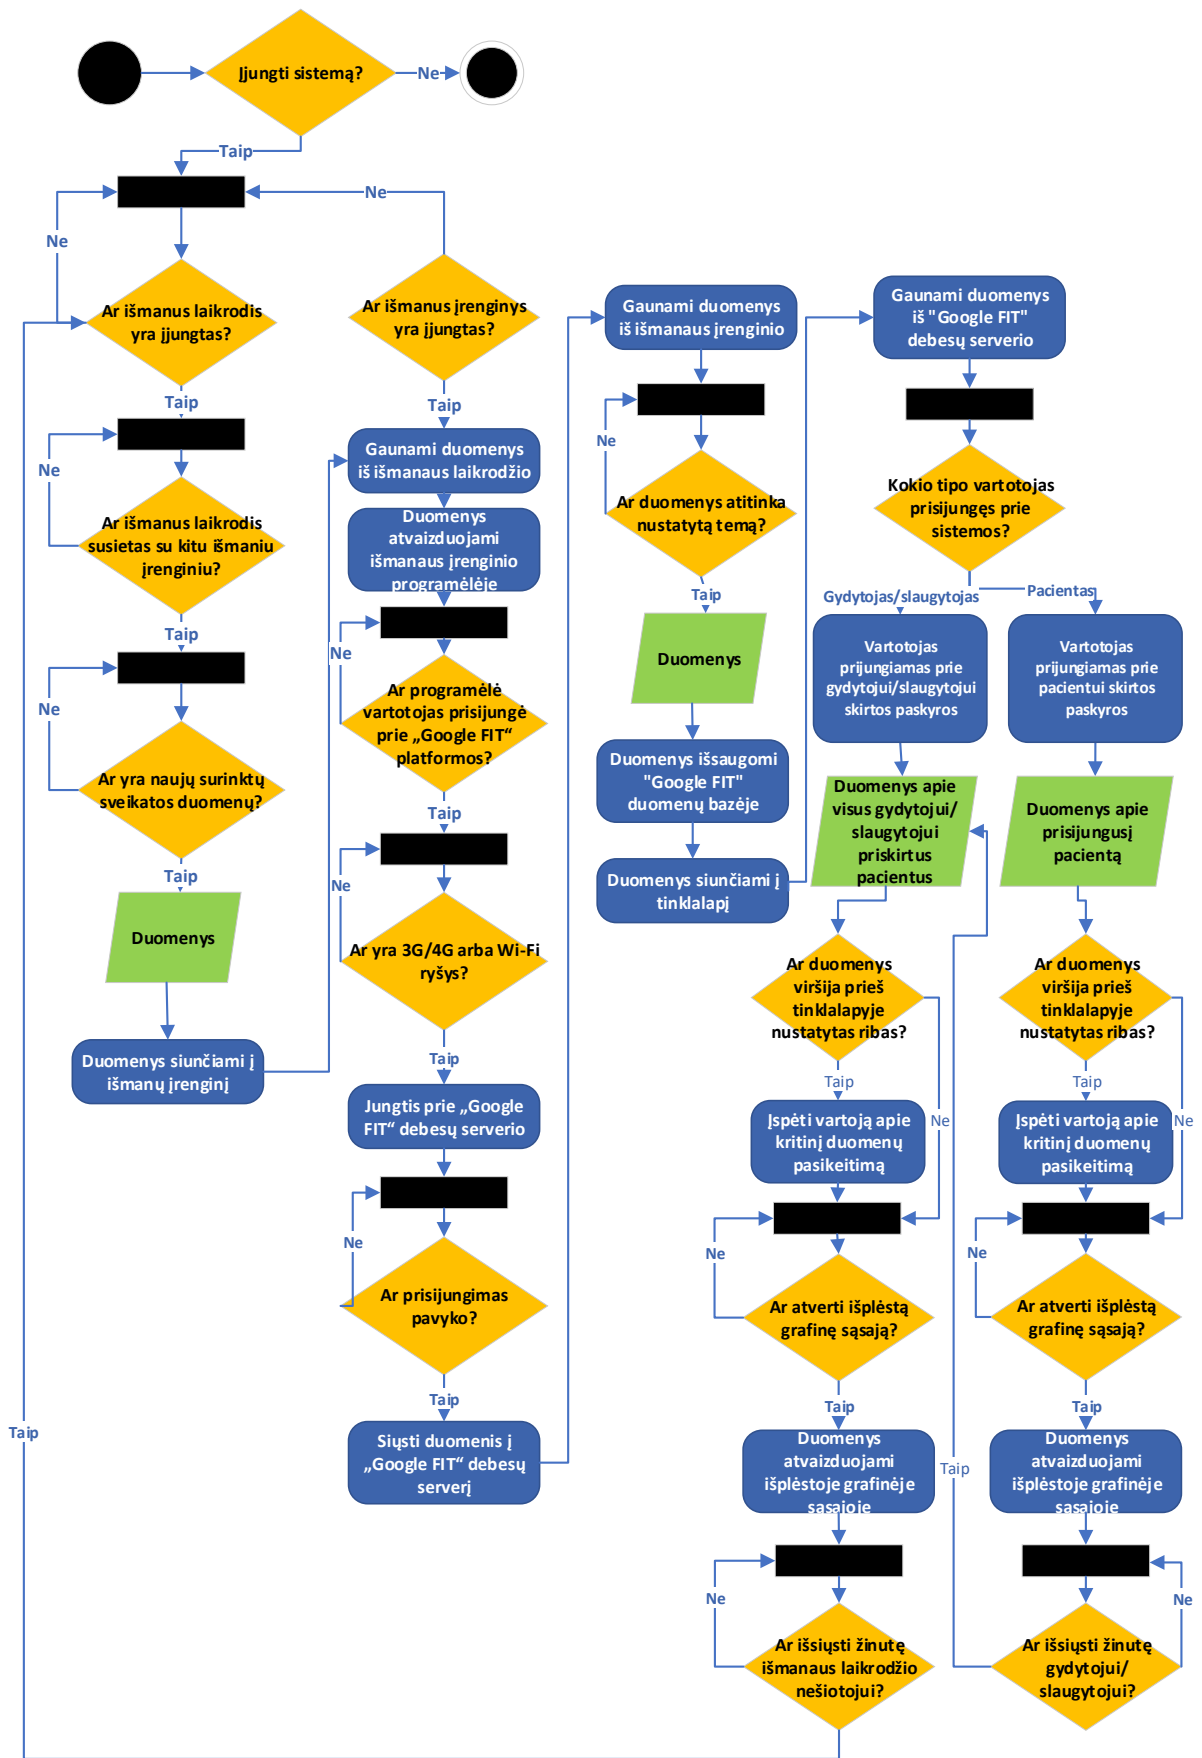 Įjungti sistemą?
Ne
Taip
Ne
Ne
Ar išmanus laikrodis
yra įjungtas?
Taip
Ne
Ar išmanus laikrodis
susietas su kitu išmaniu
įrenginiu?
Taip
Ne
Ar yra naujų surinktų
sveikatos duomenų?
Taip
Duomenys
Duomenys siunčiami į
išmanų įrenginį
Ar išmanus įrenginys
yra įjungtas?
Taip
Gaunami duomenys
iš išmanaus laikrodžio
Duomenys
atvaizduojami
išmanaus įrenginio
programėlėje
Ne
Ar programėlė
vartotojas prisijungė
prie „Google FIT“
platformos?
Taip
Ne
Ar yra 3G/4G arba Wi-Fi
ryšys?
Taip
Jungtis prie „Google
FIT“ debesų serverio
Ne
Ar prisijungimas
pavyko?
Taip
Siųsti duomenis į
„Google FIT“ debesų
serverį
Gaunami duomenys
iš išmanaus įrenginio
Ne
Ar duomenys atitinka
nustatytą temą?
Taip
Duomenys
Duomenys išsaugomi
"Google FIT"
duomenų bazėje
Duomenys siunčiami į
tinklalapį
Gaunami duomenys
iš "Google FIT"
debesų serverio
Kokio tipo vartotojas
prisijungęs prie
sistemos?
Gydytojas/slaugytojas
Pacientas
Vartotojas
prijungiamas prie
gydytojui/slaugytojui
skirtos paskyros
Duomenys apie
visus gydytojui/
slaugytojui
priskirtus
pacientus
Ar duomenys
viršija prieš
tinklalapyje
nustatytas ribas?
Taip
Ne
Įspėti vartoją apie
kritinį duomenų
pasikeitimą
Ne
Ar atverti išplėstą
grafinę sąsają?
Taip
Duomenys
atvaizduojami
išplėstoje grafinėje
sąsajoje
Ne
Ar išsiųsti žinutę
išmanaus laikrodžio
nešiotojui?
Taip
Vartotojas
prijungiamas prie
pacientui skirtos
paskyros
Duomenys apie
prisijungusį
pacientą
Ar duomenys
viršija prieš
tinklalapyje
nustatytas ribas?
Taip
Ne
Įspėti vartoją apie
kritinį duomenų
pasikeitimą
Ne
Ar atverti išplėstą
grafinę sąsają?
Taip
Duomenys
atvaizduojami
išplėstoje grafinėje
sąsajoje
Ne
Ar išsiųsti žinutę
gydytojui/
slaugytojui?
Taip